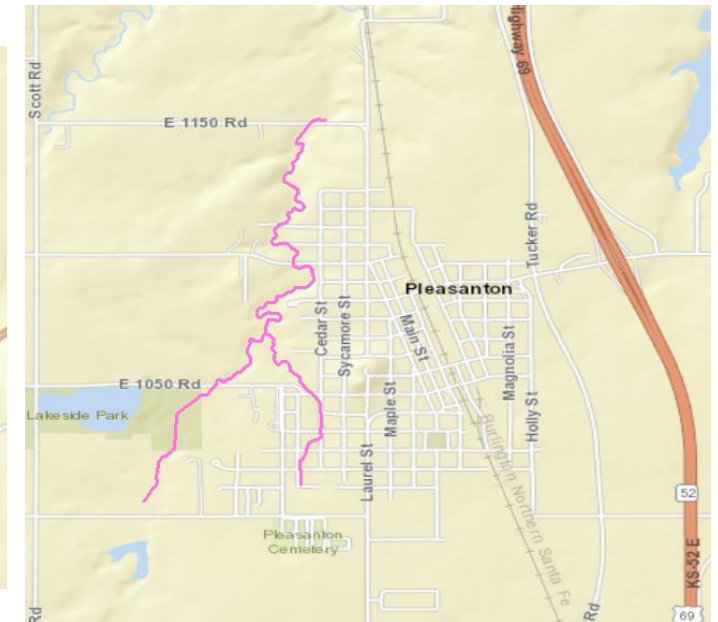 Scott Rd
E 1150 Rd
Highway 69
Tucker Rd
Pleasanton
Cedar St
Sycamore St
Main St
Magnolia St
E 1050 Rd
Lakeside Park
Maple St
Holly St
Laurel St
Burlington Northern Santa Fe
52
Pleasanton
Cemetery
KS-52 E
Rd
Rd
69